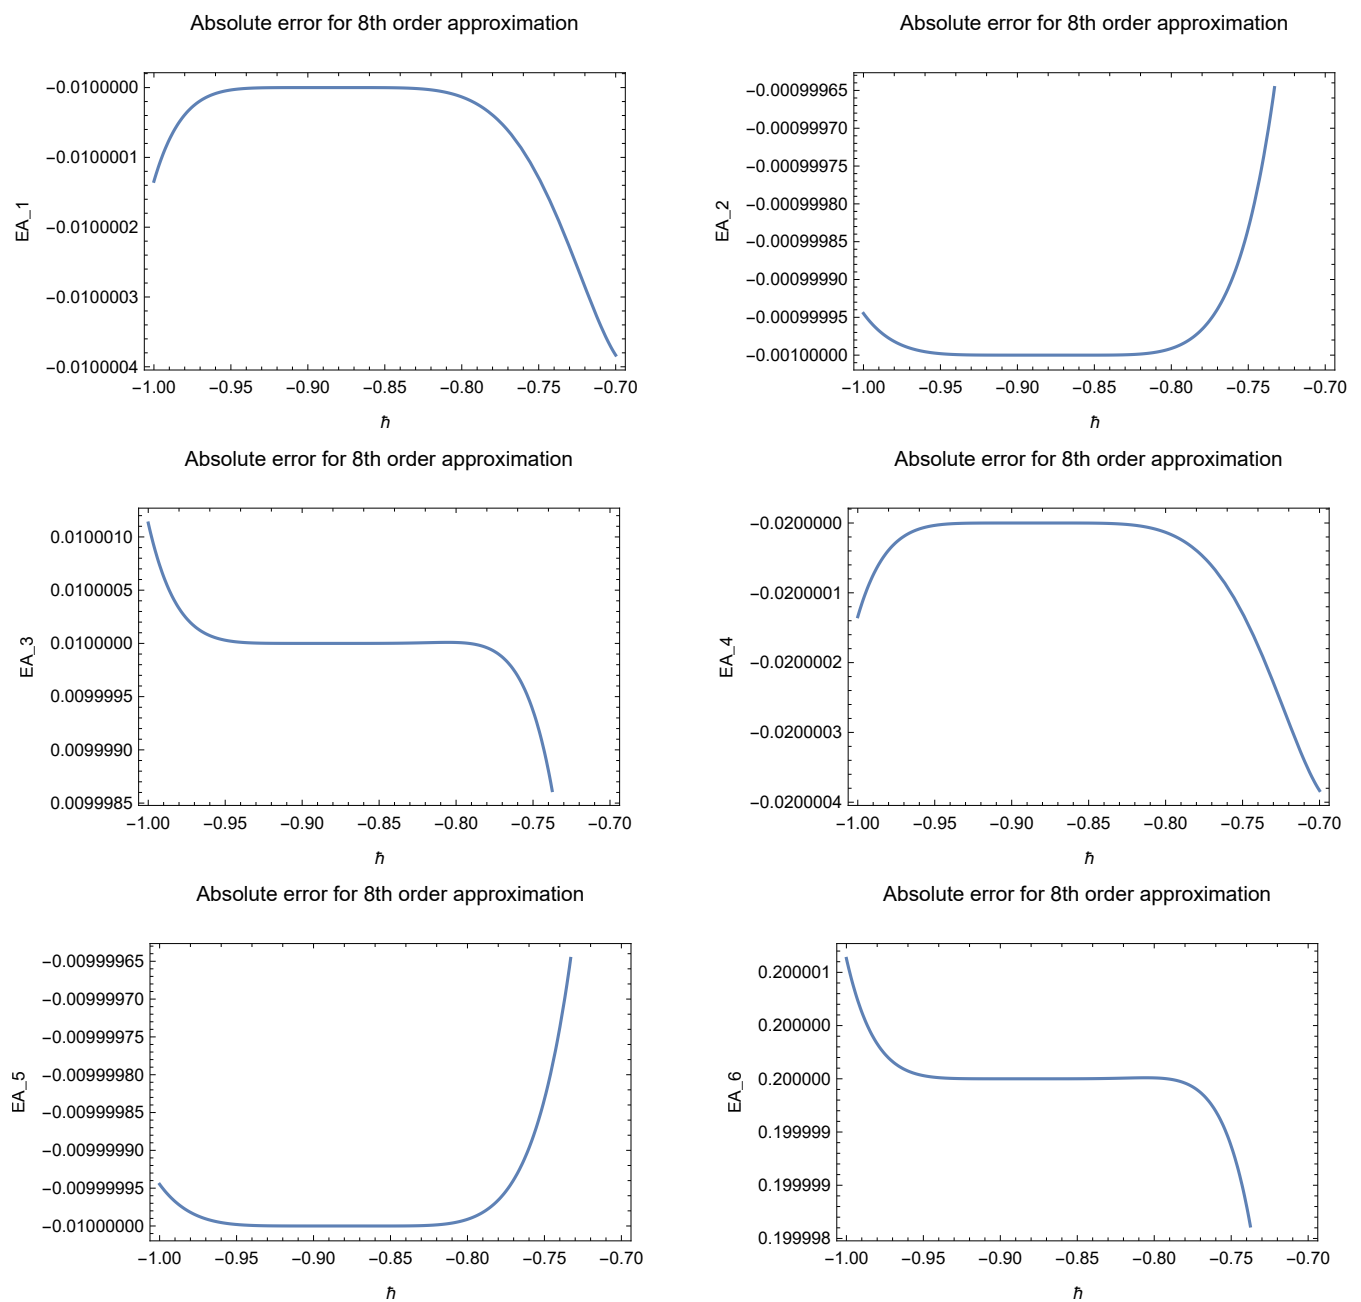 Absolute error for 8th order approximation
EA_1
−0.0100000
−0.0100001
−0.0100002
−0.0100003
−0.0100004
−1.00 −0.95 −0.90 −0.85 −0.80 −0.75 −0.70
ℏ
Absolute error for 8th order approximation
EA_2
−0.00099965
−0.00099970
−0.00099975
−0.00099980
−0.00099985
−0.00099990
−0.00099995
−0.00100000
−1.00 −0.95 −0.90 −0.85 −0.80 −0.75 −0.70
ℏ
Absolute error for 8th order approximation
EA_3
0.0100010
0.0100005
0.0100000
0.0099995
0.0099990
0.0099985
−1.00 −0.95 −0.90 −0.85 −0.80 −0.75 −0.70
ℏ
Absolute error for 8th order approximation
EA_4
−0.0200000
−0.0200001
−0.0200002
−0.0200003
−0.0200004
−1.00 −0.95 −0.90 −0.85 −0.80 −0.75 −0.70
ℏ
Absolute error for 8th order approximation
EA_5
−0.00999965
−0.00999970
−0.00999975
−0.00999980
−0.00999985
−0.00999990
−0.00999995
−0.01000000
−1.00 −0.95 −0.90 −0.85 −0.80 −0.75 −0.70
ℏ
Absolute error for 8th order approximation
EA_6
0.200001
0.200000
0.200000
0.199999
0.199999
0.199998
−1.00 −0.95 −0.90 −0.85 −0.80 −0.75 −0.70
ℏ